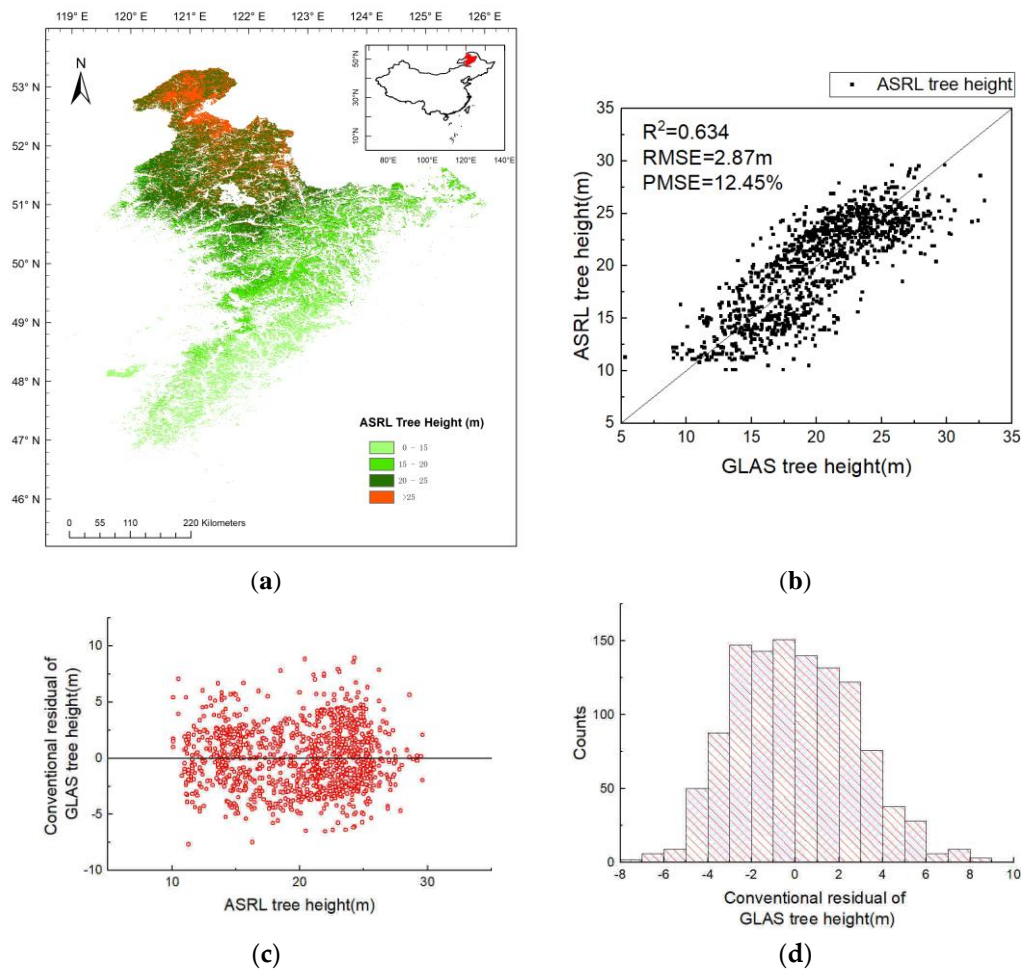 119° E 120° E 121° E 122° E 123° E 124° E 125° E 126° E
N
53° N
52° N
51° N
50° N
49° N
48° N
47° N
46° N
50°N
30°N
10°N
80°E 100°E 120°E 140°E
ASRL Tree Height (m)
0 - 15
15 - 20
20 - 25
>25
0 55 110 220 Kilometers
(a)
ASRL tree height
R²=0.634
RMSE=2.87m
PMSE=12.45%
ASRL tree height(m)
35
30
25
20
15
10
5
5 10 15 20 25 30 35
GLAS tree height(m)
(b)
Conventional residual of
GLAS tree height(m)
10
5
0
-5
-10
10 20 30
ASRL tree height(m)
(c)
Counts
150
100
50
0
-8 -6 -4 -2 0 2 4 6 8 10
Conventional residual of
GLAS tree height(m)
(d)